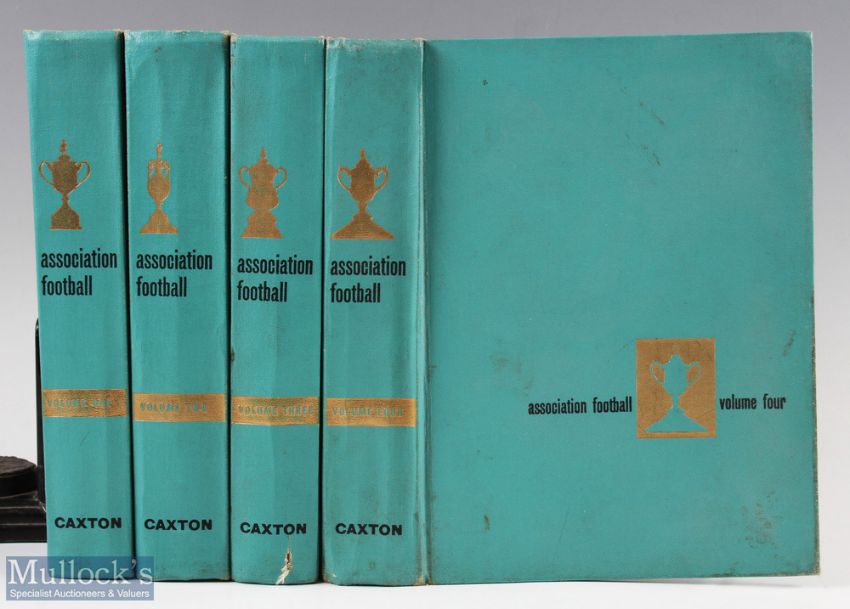 association
football
VOLUME ONE
CAXTON
association
football
VOLUME TWO
CAXTON
association
football
VOLUME THREE
CAXTON
association
football
VOLUME FOUR
CAXTON
association football volume four
Mullock's
Specialist Auctioneers & Valuers